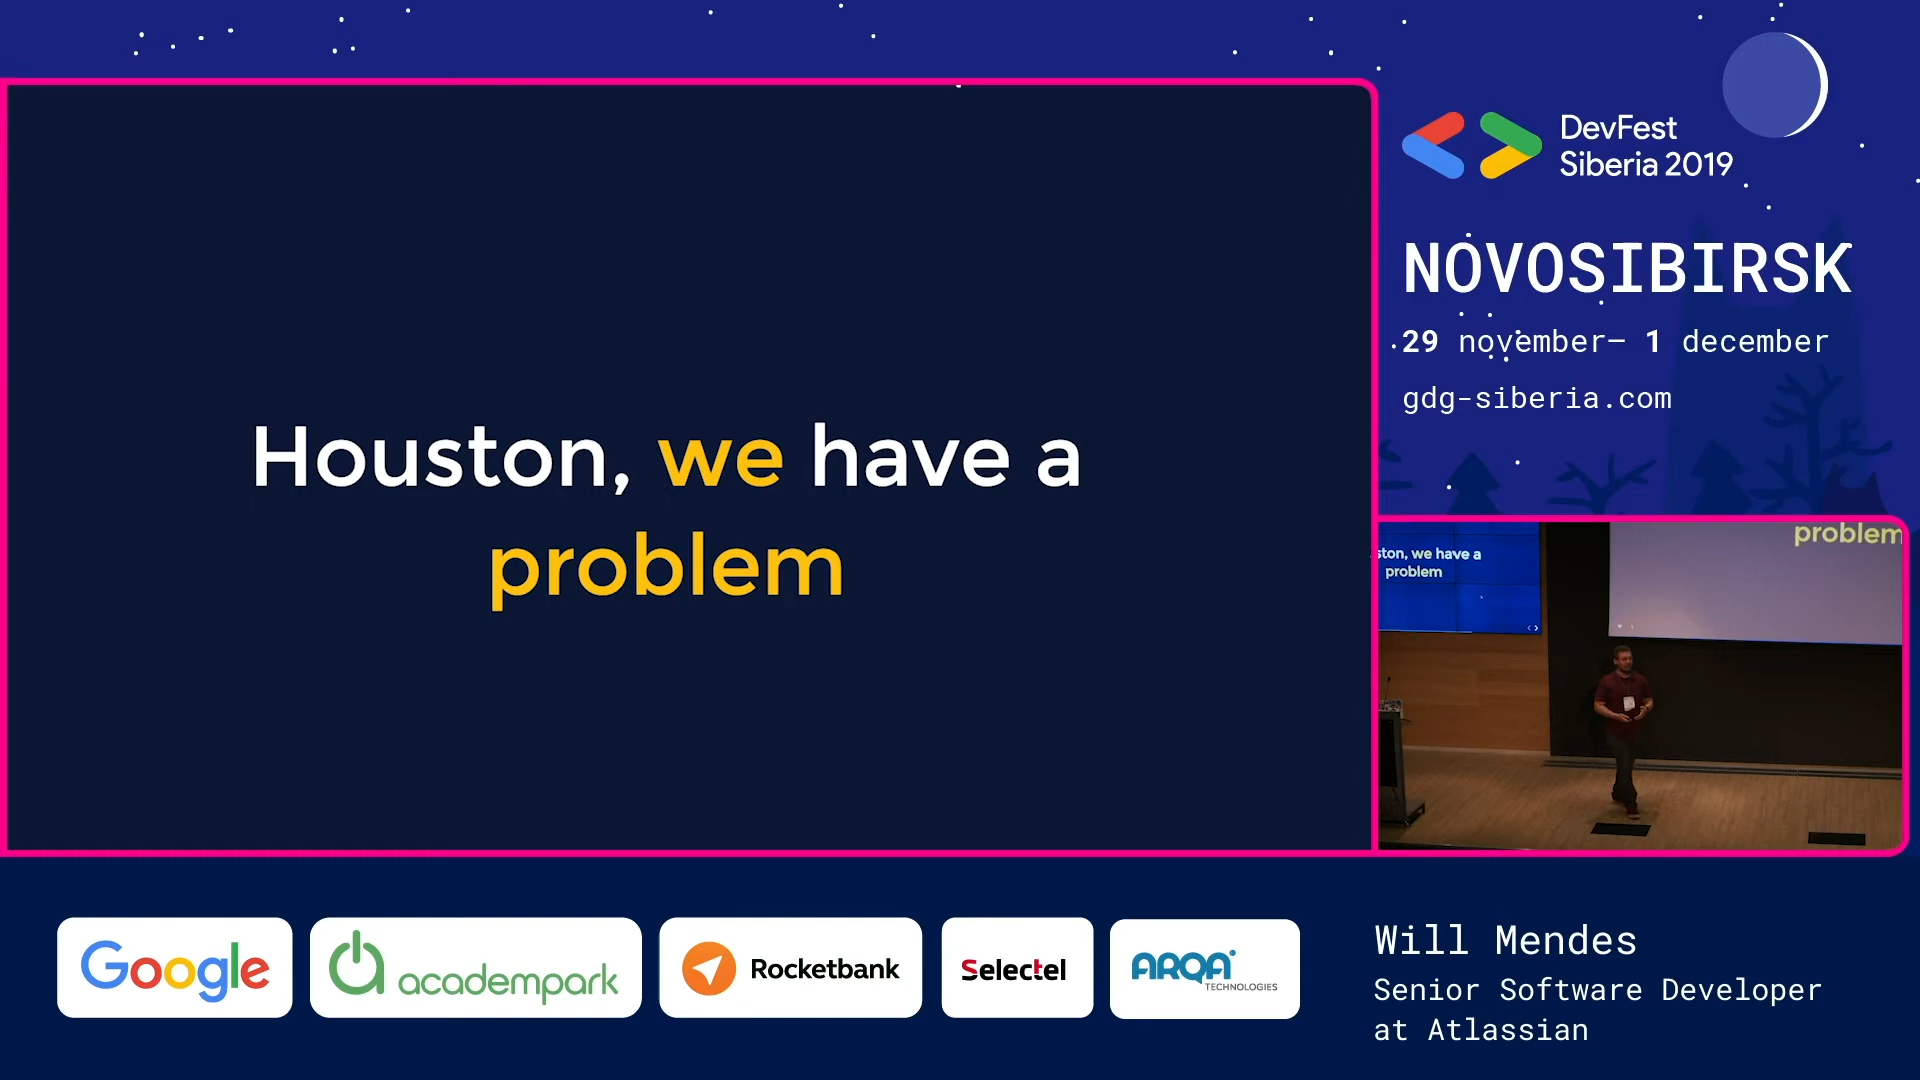 Houston, we have a
problem
DevFest
Siberia 2019
NOVOSIBIRSK
29 november– 1 december
gdg-siberia.com
ston, we have a
problem
problem
Google
academpark
Rocketbank
Selectel
ARQA
TECHNOLOGIES
Will Mendes
Senior Software Developer
at Atlassian